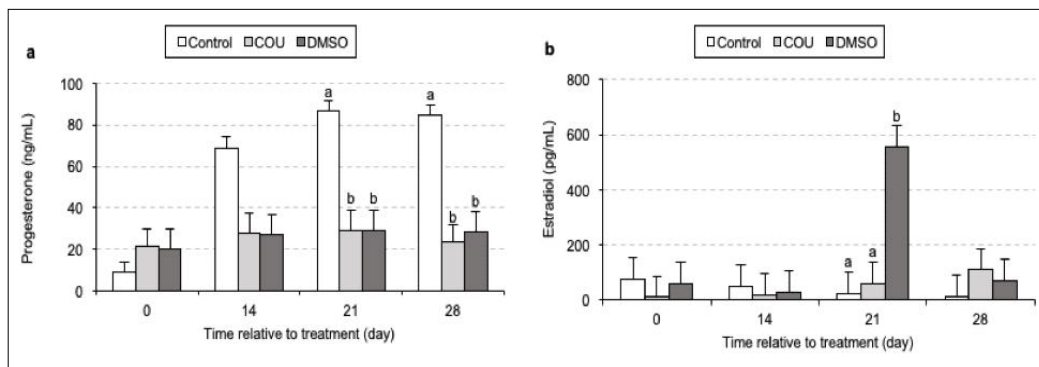 a
Control COU DMSO
Progesterone (ng/mL)
100
80
60
40
20
0
a a
b b b b
0 14 21 28
Time relative to treatment (day)
b
Control COU DMSO
Estradiol (pg/mL)
800
600
400
200
0
b
a a
0 14 21 28
Time relative to treatment (day)